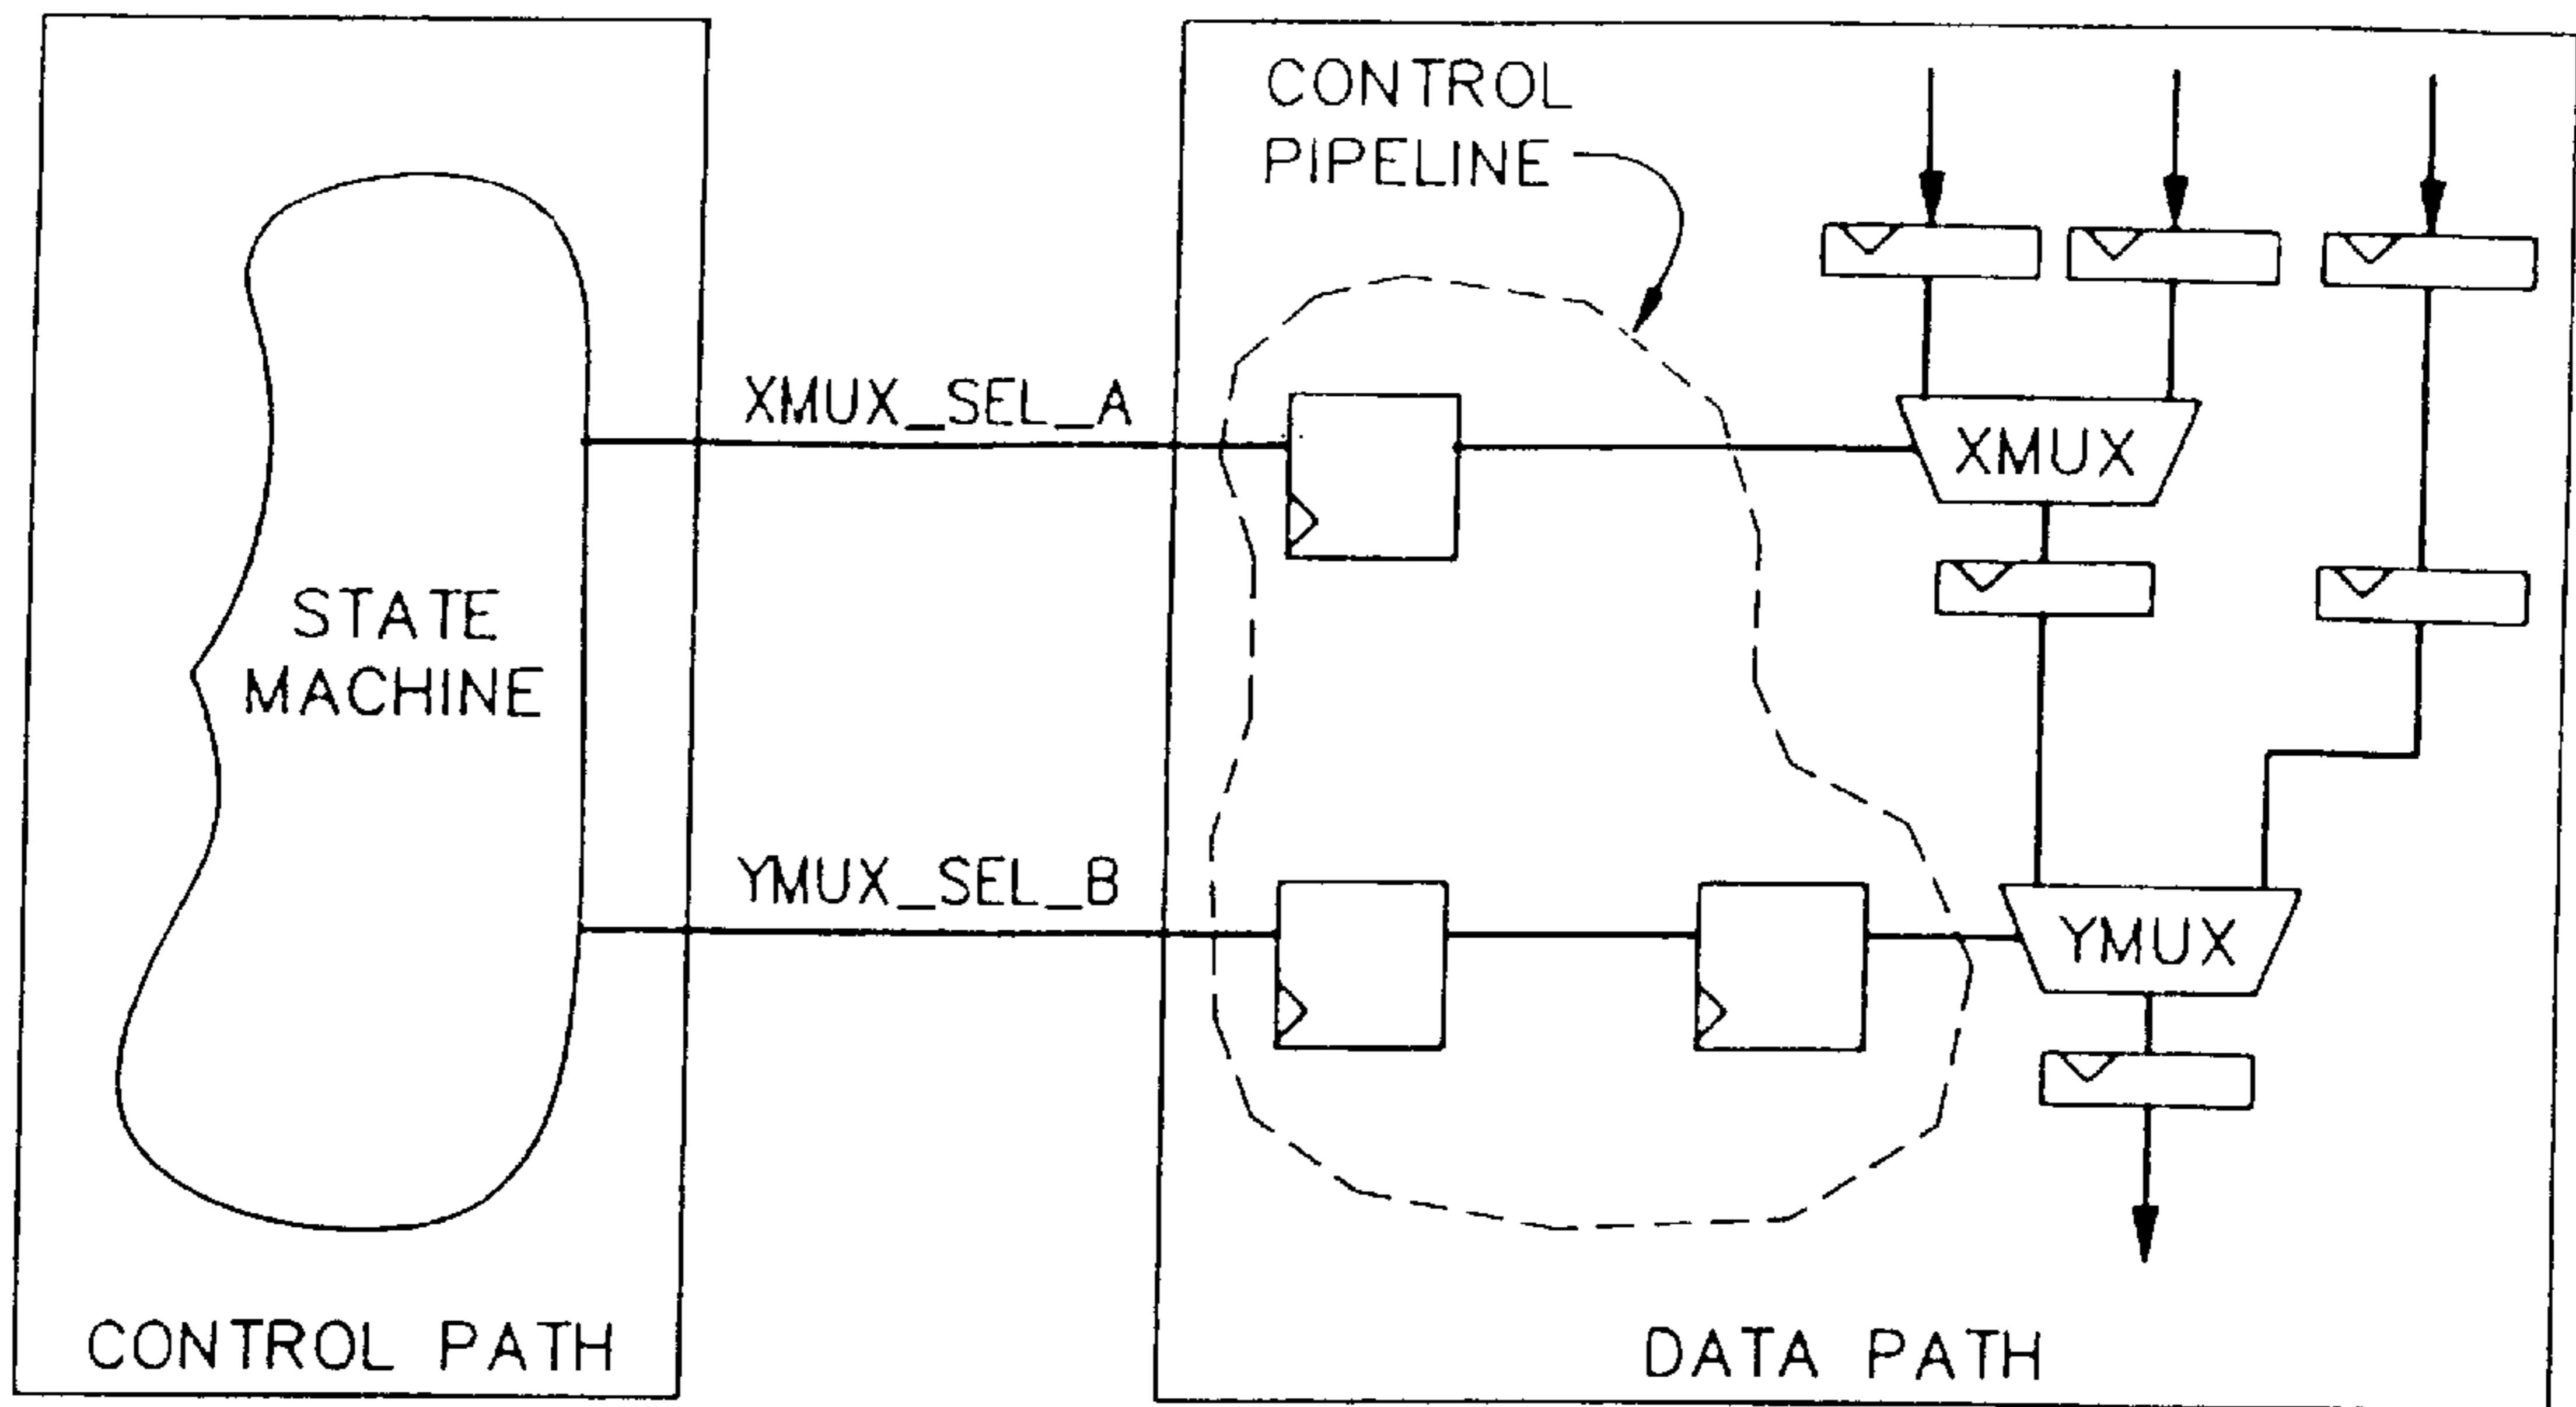 CONTROL
PIPELINE
XMUX_SEL_A
XMUX
STATE
MACHINE
YMUX_SEL_B
YMUX
CONTROL PATH
DATA PATH